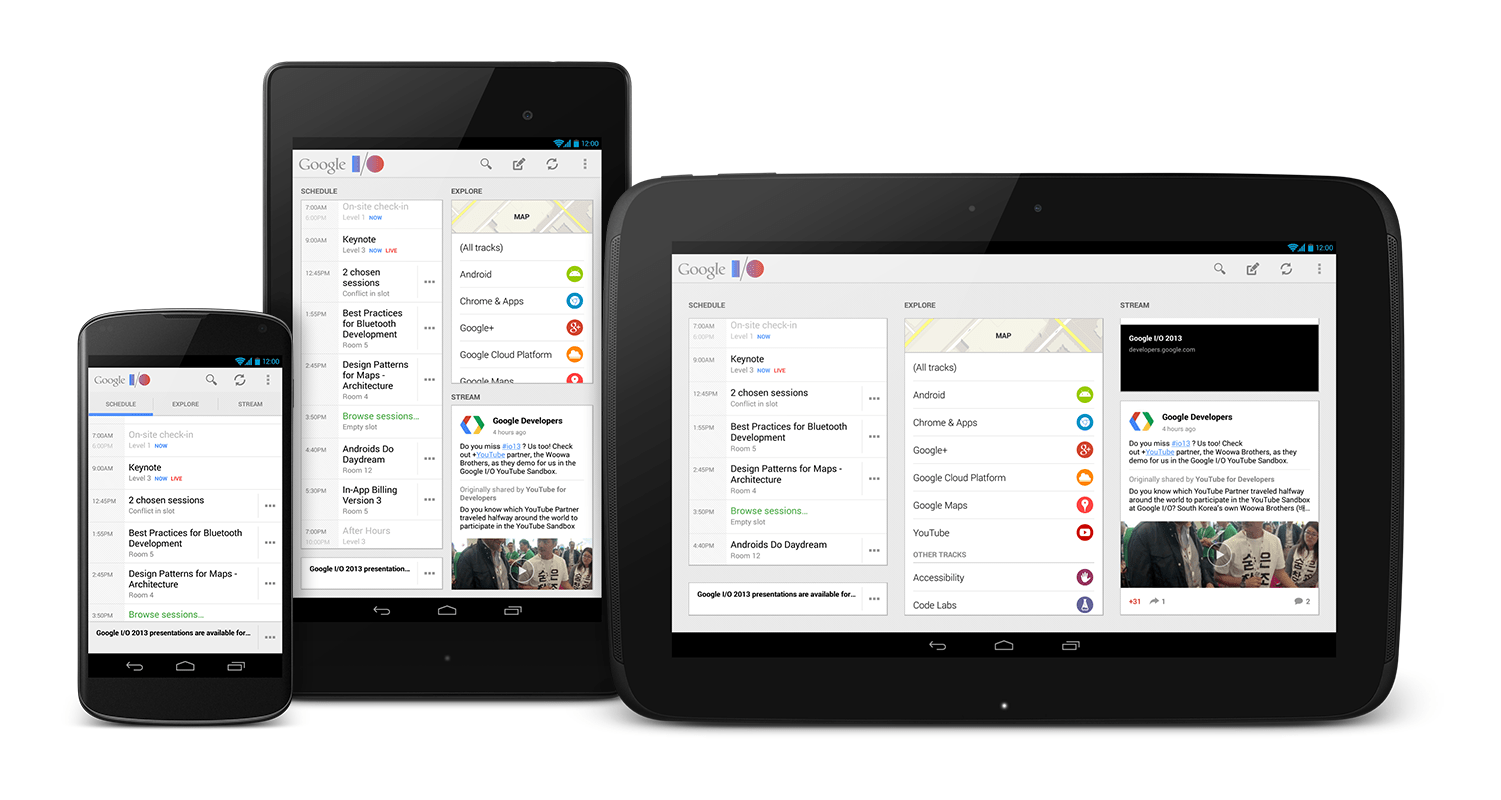 12:00
Google I/O
SCHEDULE EXPLORE STREAM
7:00AM On-site check-in
6:00PM Level 1 NOW
9:00AM Keynote
Level 3 NOW LIVE
12:45PM 2 chosen sessions
Conflict in slot
1:55PM Best Practices for Bluetooth
Development
Room 5
2:45PM Design Patterns for Maps -
Architecture
Room 4
3:50PM Browse sessions...
Google I/O 2013 presentations are available for...
12:00
Google I/O
SCHEDULE
7:00AM On-site check-in
6:00PM Level 1 NOW
9:00AM Keynote
Level 3 NOW LIVE
12:45PM 2 chosen
sessions
Conflict in slot
1:55PM Best Practices
for Bluetooth
Development
Room 5
2:45PM Design Patterns
for Maps -
Architecture
Room 4
3:50PM Browse sessions...
Empty slot
4:40PM Androids Do
Daydream
Room 12
5:30PM In-App Billing
Version 3
Room 5
7:00PM After Hours
10:00PM Level 3
Google I/O 2013 presentation...
EXPLORE
MAP
(All tracks)
Android
Chrome & Apps
Google+
Google Cloud Platform
Google Maps
STREAM
Google Developers
4 hours ago
Do you miss #io13 ? Us too! Check
out +YouTube partner, the Woowa
Brothers, as they demo for us in the
Google I/O YouTube Sandbox.
Originally shared by YouTube for
Developers
Do you know which YouTube Partner
traveled halfway around the world to
participate in the YouTube Sandbox
12:00
Google I/O
SCHEDULE
7:00AM On-site check-in
6:00PM Level 1 NOW
9:00AM Keynote
Level 3 NOW LIVE
12:45PM 2 chosen sessions
Conflict in slot
1:55PM Best Practices for Bluetooth
Development
Room 5
2:45PM Design Patterns for Maps -
Architecture
Room 4
3:50PM Browse sessions...
Empty slot
4:40PM Androids Do Daydream
Room 12
Google I/O 2013 presentations are available for...
EXPLORE
MAP
(All tracks)
Android
Chrome & Apps
Google+
Google Cloud Platform
Google Maps
YouTube
OTHER TRACKS
Accessibility
Code Labs
STREAM
Google I/O 2013
developers.google.com
Google Developers
4 hours ago
Do you miss #io13 ? Us too! Check
out +YouTube partner, the Woowa Brothers, as they
demo for us in the Google I/O YouTube Sandbox.
Originally shared by YouTube for Developers
Do you know which YouTube Partner traveled halfway
around the world to participate in the YouTube Sandbox
at Google I/O? South Korea's own Woowa Brothers
+31 1 2